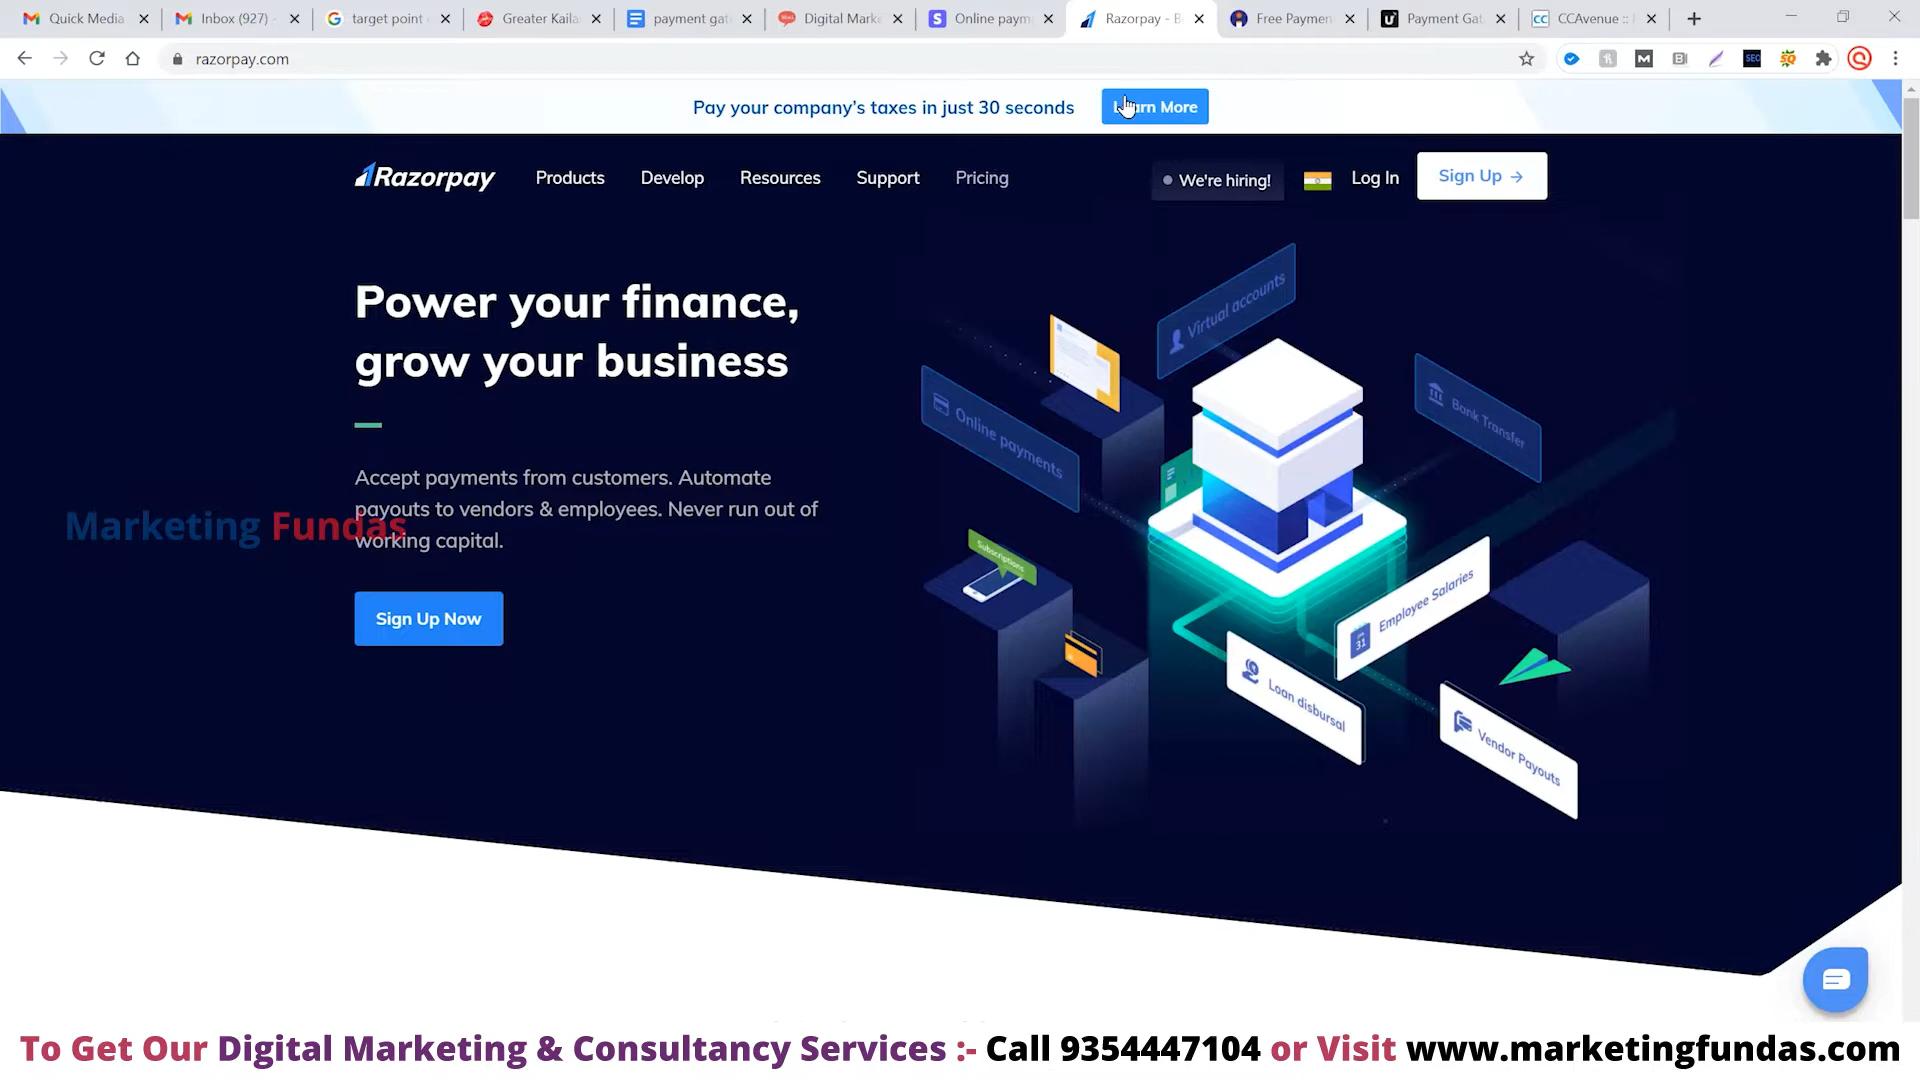 Quick Media
Inbox (927) -
target point
Greater Kaila
payment gat
Digital Marke
Online paym
Razorpay - B
Free Paymen
Payment Gat
CCAvenue ::
razorpay.com
SEO
Pay your company's taxes in just 30 seconds
Learn More
Razorpay
Products
Develop
Resources
Support
Pricing
We're hiring!
Log In
Sign Up →
Power your finance,
grow your business
Accept payments from customers. Automate
payouts to vendors & employees. Never run out of
working capital.
Marketing Fundas
Sign Up Now
Virtual accounts
Online payments
Bank Transfer
Subscriptions
Employee Salaries
31
Loan disbursal
Vendor Payouts
To Get Our Digital Marketing & Consultancy Services :- Call 9354447104 or Visit www.marketingfundas.com